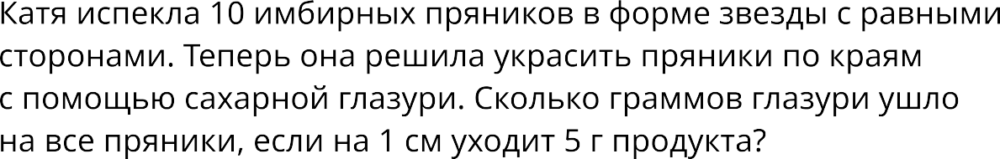 Катя испекла 10 имбирных пряников в форме звезды с равными
сторонами. Теперь она решила украсить пряники по краям
с помощью сахарной глазури. Сколько граммов глазури ушло
на все пряники, если на 1 см уходит 5 г продукта?